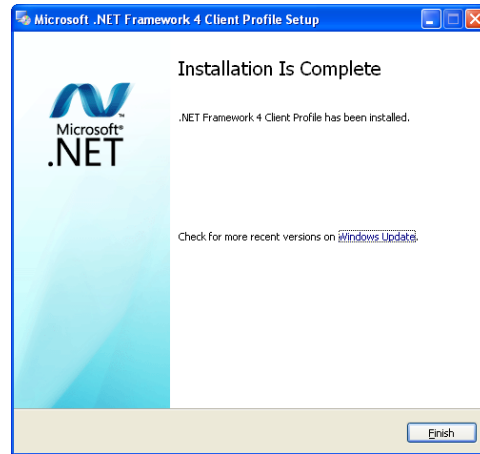 Microsoft .NET Framework 4 Client Profile Setup
Installation Is Complete
Microsoft®
.NET
.NET Framework 4 Client Profile has been installed.
Check for more recent versions on Windows Update.
Finish